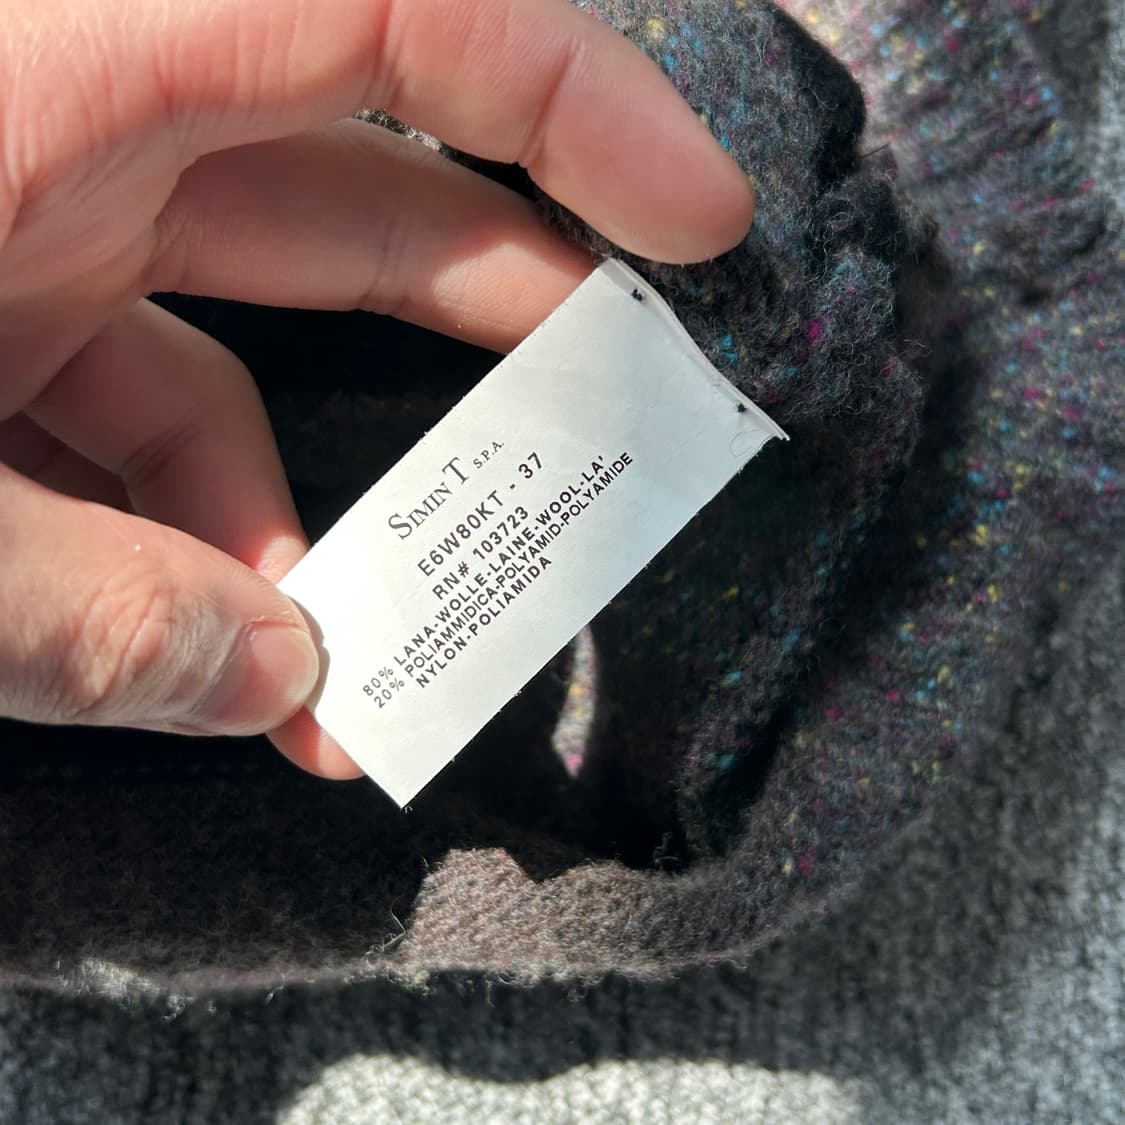 SIMINT S.P.A.
E6W80KT - 37
RN# 103723
80% LANA-WOLLE-LAINE-WOOL-LA'
20% POLIAMMIDICA-POLYAMID-POLYAMIDE
NYLON-POLIAMIDA